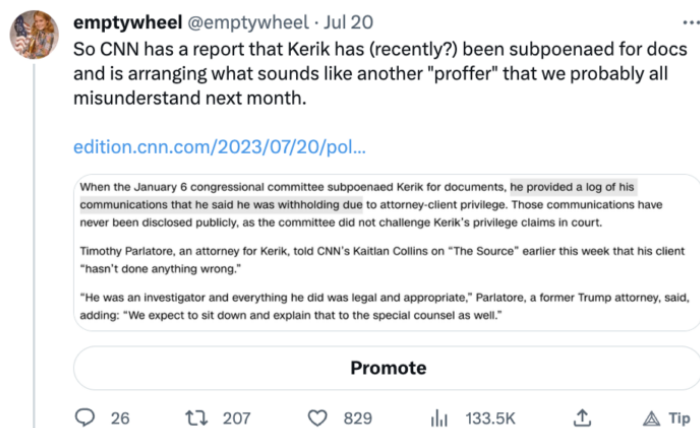 emptywheel @emptywheel · Jul 20 ...
So CNN has a report that Kerik has (recently?) been subpoenaed for docs
and is arranging what sounds like another "proffer" that we probably all
misunderstand next month.
edition.cnn.com/2023/07/20/pol...
When the January 6 congressional committee subpoenaed Kerik for documents, he provided a log of his
communications that he said he was withholding due to attorney-client privilege. Those communications have
never been disclosed publicly, as the committee did not challenge Kerik's privilege claims in court.
Timothy Parlatore, an attorney for Kerik, told CNN's Kaitlan Collins on "The Source" earlier this week that his client
"hasn't done anything wrong."
"He was an investigator and everything he did was legal and appropriate," Parlatore, a former Trump attorney, said,
adding: "We expect to sit down and explain that to the special counsel as well."
Promote
26 207 829 133.5K Tip